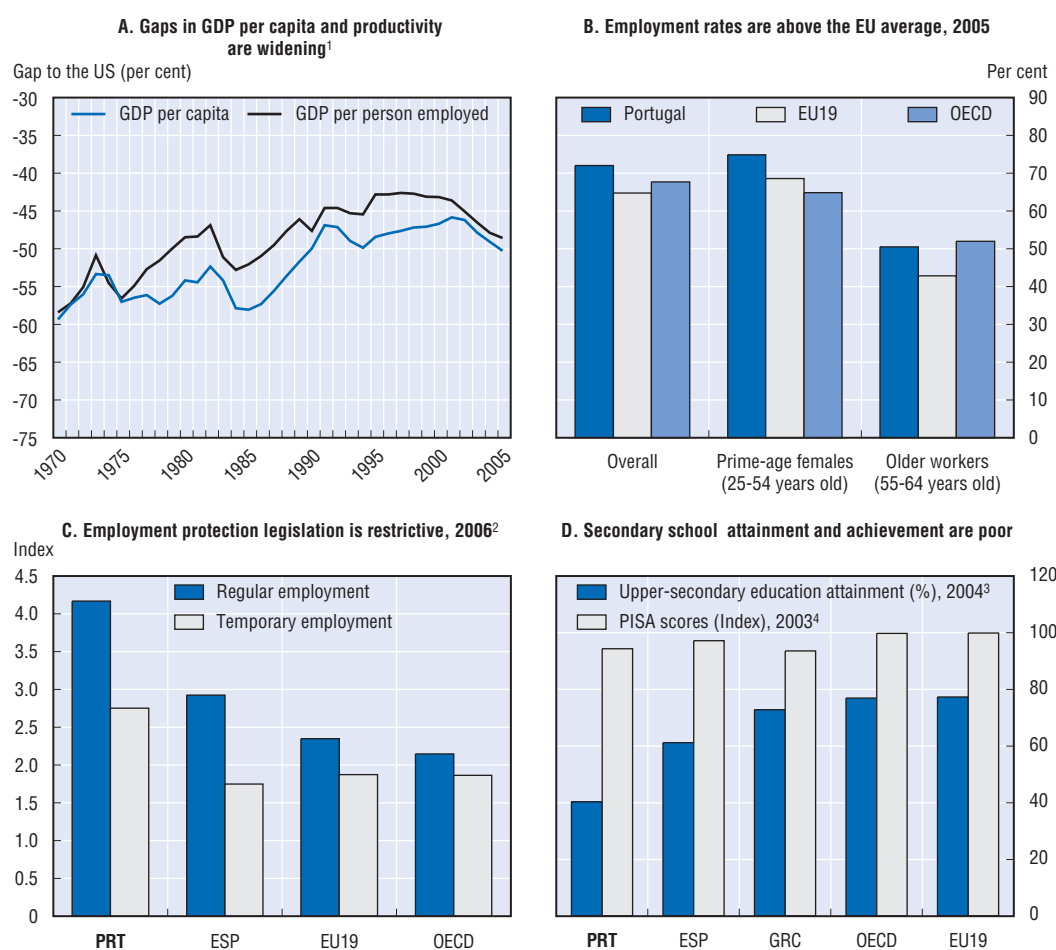 A. Gaps in GDP per capita and productivity
are widening1
Gap to the US (per cent)
-30
-35
-40
-45
-50
-55
-60
-65
-70
-75
GDP per capita
GDP per person employed
1970
1975
1980
1985
1990
1995
2000
2005
B. Employment rates are above the EU average, 2005
Per cent
90
80
70
60
50
40
30
20
10
0
Portugal
EU19
OECD
Overall
Prime-age females
(25-54 years old)
Older workers
(55-64 years old)
C. Employment protection legislation is restrictive, 2006²
Index
4.5
4.0
3.5
3.0
2.5
2.0
1.5
1.0
0.5
0
Regular employment
Temporary employment
PRT
ESP
EU19
OECD
D. Secondary school attainment and achievement are poor
120
100
80
60
40
20
0
Upper-secondary education attainment (%), 2004³
PISA scores (Index), 2003⁴
PRT
ESP
GRC
OECD
EU19